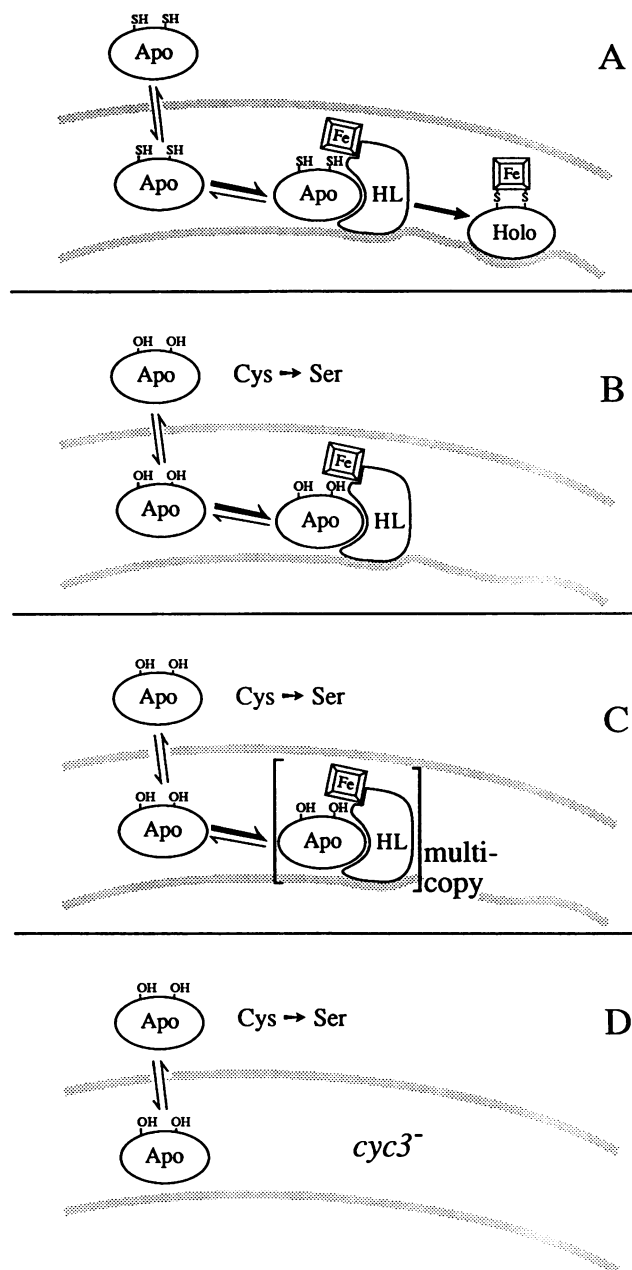 SH SH
Apo
A
SH SH
Apo
SH SH
Apo
Fe
HL
Fe
S S
Holo
OH OH
Apo
Cys → Ser
B
OH OH
Apo
OH OH
Apo
Fe
HL
OH OH
Apo
Cys → Ser
C
OH OH
Apo
OH OH
Apo
Fe
HL
multi-
copy
OH OH
Apo
Cys → Ser
D
OH OH
Apo
cyc3⁻